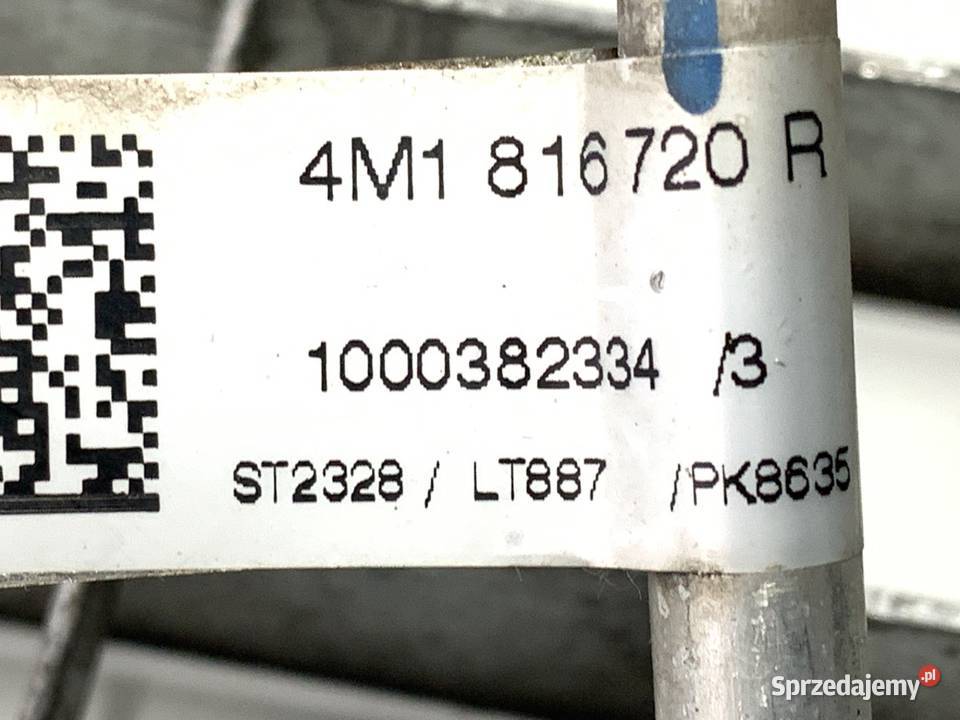 4M1 816720 R
1000382334 /3
ST2328 / LT887 /PK8635
Sprzedajemy.pl